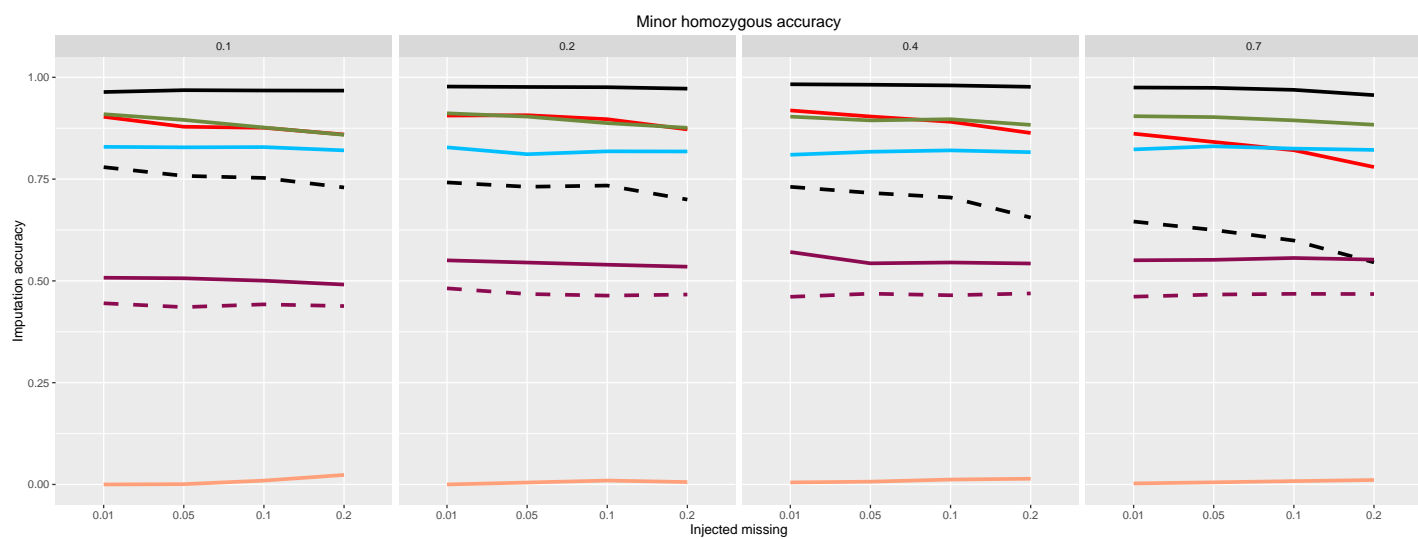 Minor homozygous accuracy
0.1 0.2 0.4 0.7
1.00
0.75
0.50
0.25
0.00
Imputation accuracy
0.01 0.05 0.1 0.2 0.01 0.05 0.1 0.2 0.01 0.05 0.1 0.2 0.01 0.05 0.1 0.2
Injected missing